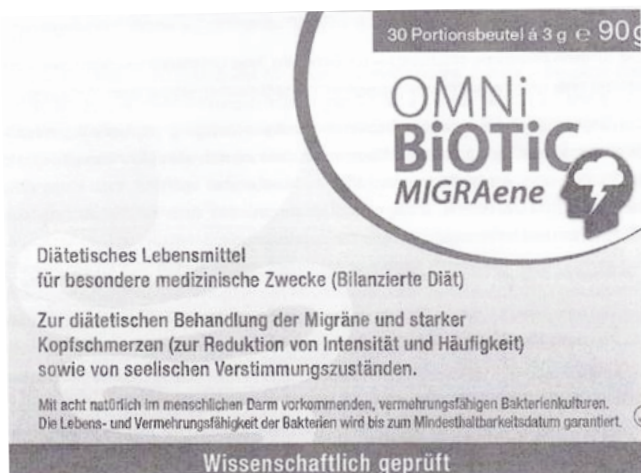 30 Portionsbeutel á 3 g ℮ 90g
OMNi
BiOTiC
MIGRAene
Diätetisches Lebensmittel
für besondere medizinische Zwecke (Bilanzierte Diät)
Zur diätetischen Behandlung der Migräne und starker
Kopfschmerzen (zur Reduktion von Intensität und Häufigkeit)
sowie von seelischen Verstimmungszuständen.
Mit acht natürlich im menschlichen Darm vorkommenden, vermehrungsfähigen Bakterienkulturen.
Die Lebens- und Vermehrungsfähigkeit der Bakterien wird bis zum Mindesthaltbarkeitsdatum garantiert.
Wissenschaftlich geprüft